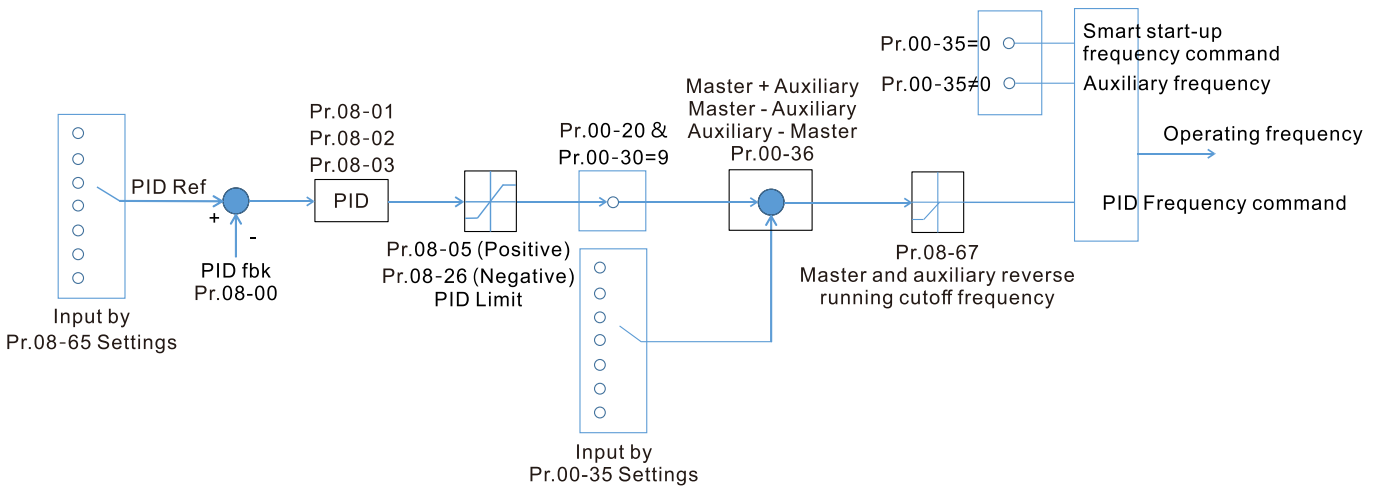 Pr.00-35=0
Smart start-up
frequency command
Pr.00-35≠0
Auxiliary frequency
Operating frequency
PID Frequency command
Master + Auxiliary
Master - Auxiliary
Auxiliary - Master
Pr.00-36
Pr.00-20 &
Pr.00-30=9
Pr.08-01
Pr.08-02
Pr.08-03
PID
PID Ref
+
-
PID fbk
Pr.08-00
Input by
Pr.08-65 Settings
Pr.08-05 (Positive)
Pr.08-26 (Negative)
PID Limit
Pr.08-67
Master and auxiliary reverse
running cutoff frequency
Input by
Pr.00-35 Settings